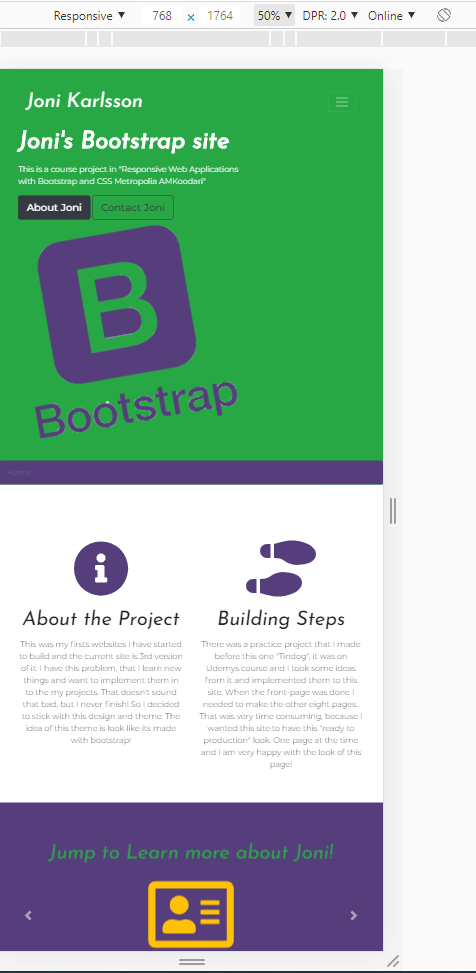 Responsive ▼ 768 × 1764 50% ▼ DPR: 2.0 ▼ Online ▼
Joni Karlsson
Joni's Bootstrap site
This is a course project in "Responsive Web Applications
with Bootstrap and CSS Metropolia AMKoodari"
About Joni Contact Joni
B
Bootstrap
Home
About the Project
This was my firsts websites I have started
to build and the current site is 3rd version
of it. I have this problem, that I learn new
things and want to implement them in
to the my projects. That doesn't sound
that bad, but I never finish! So I decided
to stick with this design and theme. The
idea of this theme is look like its made
with bootstrap!
Building Steps
There was a practice project that I made
before this one "Tindog", it was on
Udemys course and I took some ideas
from it and implemented them to this
site. When the front-page was done I
needed to make the other eight pages.
That was very time consuming, because I
wanted this site to have this "ready to
production" look. One page at the time
and I am very happy with the look of this
page!
Jump to Learn more about Joni!